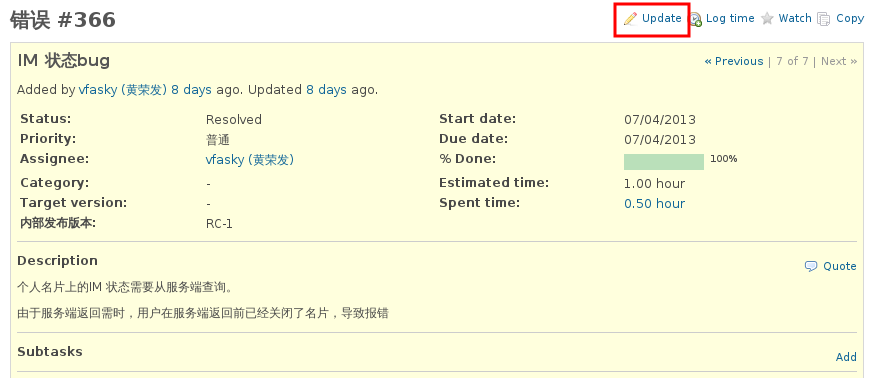 错误 #366
Update Log time Watch Copy
IM 状态bug
« Previous | 7 of 7 | Next »
Added by vfasky (黄荣发) 8 days ago. Updated 8 days ago.
Status: Resolved Start date: 07/04/2013
Priority: 普通 Due date: 07/04/2013
Assignee: vfasky (黄荣发) % Done: 100%
Category: - Estimated time: 1.00 hour
Target version: - Spent time: 0.50 hour
内部发布版本: RC-1
Description
Quote
个人名片上的IM 状态需要从服务端查询。
由于服务端返回需时，用户在服务端返回前已经关闭了名片，导致报错
Subtasks
Add